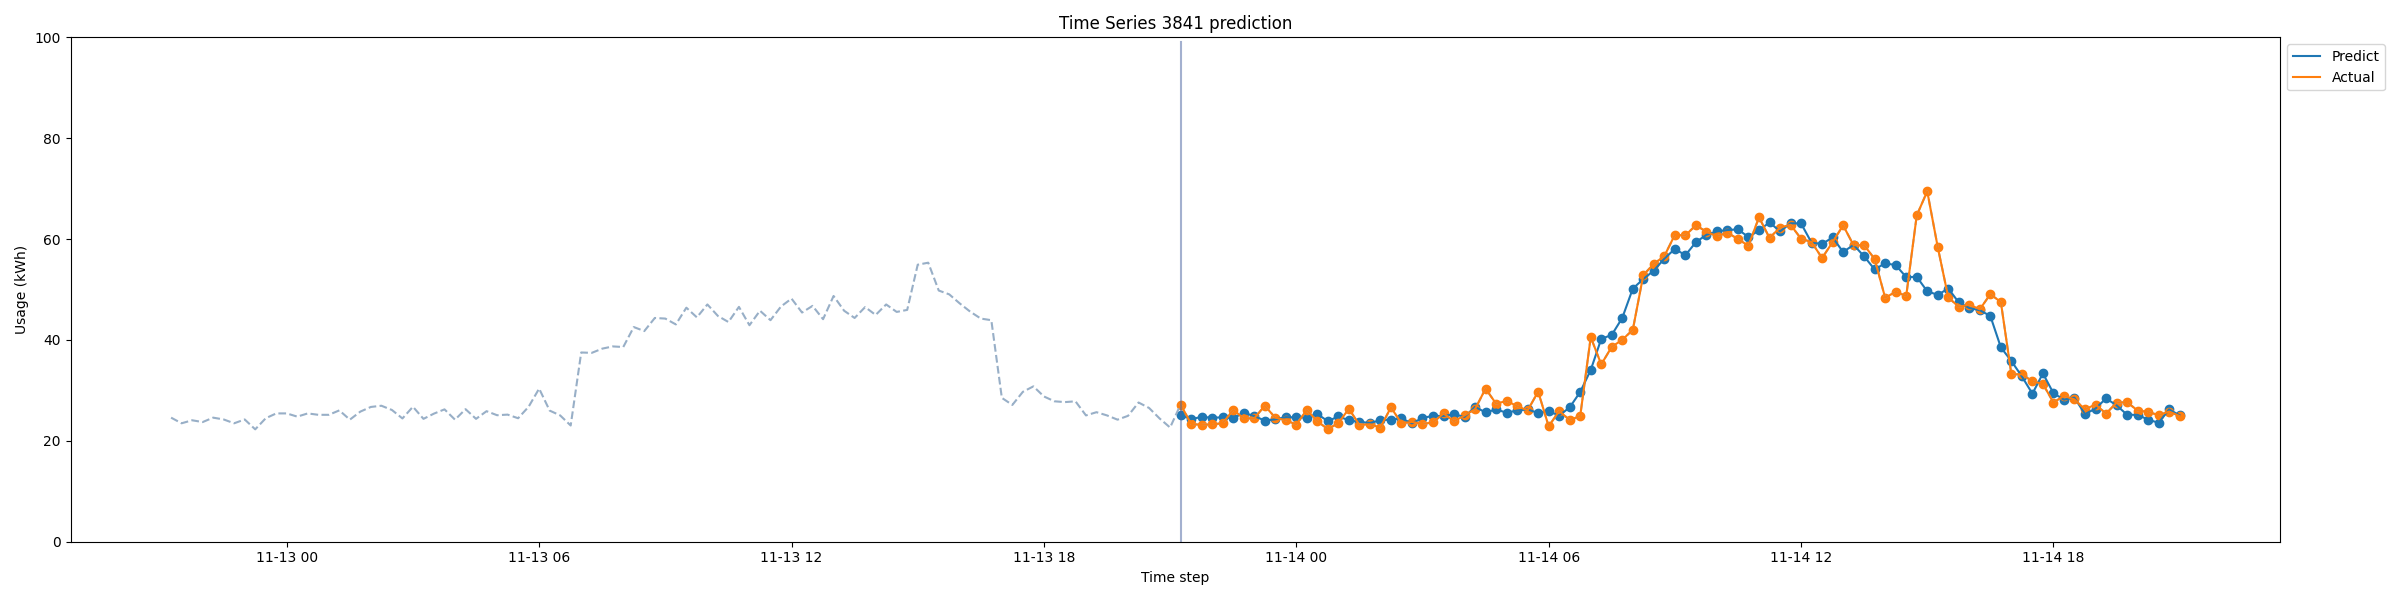 Time Series 3841 prediction
100
80
60
40
20
0
Usage (kWh)
Predict
Actual
11-13 00
11-13 06
11-13 12
11-13 18
11-14 00
11-14 06
11-14 12
11-14 18
Time step